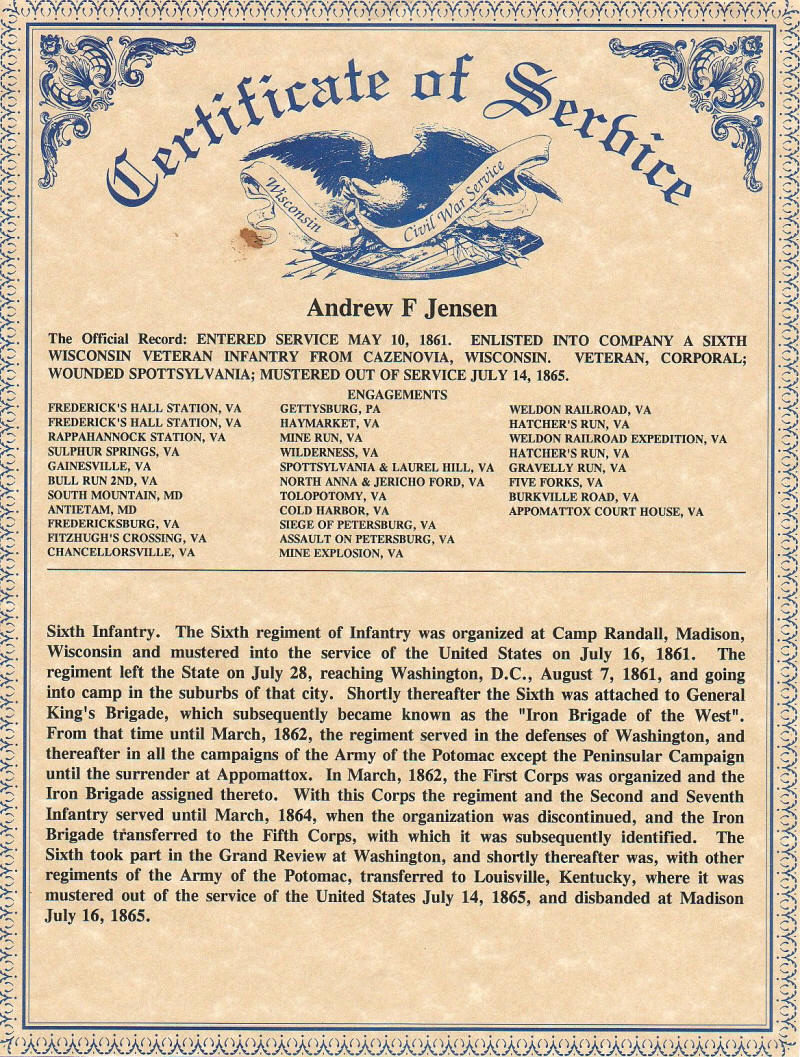 Certificate of Service
Wisconsin
Civil War Service
Andrew F Jensen
The Official Record: ENTERED SERVICE MAY 10, 1861. ENLISTED INTO COMPANY A SIXTH
WISCONSIN VETERAN INFANTRY FROM CAZENOVIA, WISCONSIN. VETERAN, CORPORAL;
WOUNDED SPOTTSYLVANIA; MUSTERED OUT OF SERVICE JULY 14, 1865.
ENGAGEMENTS
FREDERICK'S HALL STATION, VA
FREDERICK'S HALL STATION, VA
RAPPAHANNOCK STATION, VA
SULPHUR SPRINGS, VA
GAINESVILLE, VA
BULL RUN 2ND, VA
SOUTH MOUNTAIN, MD
ANTIETAM, MD
FREDERICKSBURG, VA
FITZHUGH'S CROSSING, VA
CHANCELLORSVILLE, VA
GETTYSBURG, PA
HAYMARKET, VA
MINE RUN, VA
WILDERNESS, VA
SPOTTSYLVANIA & LAUREL HILL, VA
NORTH ANNA & JERICHO FORD, VA
TOLOPOTOMY, VA
COLD HARBOR, VA
SIEGE OF PETERSBURG, VA
ASSAULT ON PETERSBURG, VA
MINE EXPLOSION, VA
WELDON RAILROAD, VA
HATCHER'S RUN, VA
WELDON RAILROAD EXPEDITION, VA
HATCHER'S RUN, VA
GRAVELLY RUN, VA
FIVE FORKS, VA
BURKVILLE ROAD, VA
APPOMATTOX COURT HOUSE, VA
Sixth Infantry. The Sixth regiment of Infantry was organized at Camp Randall, Madison,
Wisconsin and mustered into the service of the United States on July 16, 1861. The
regiment left the State on July 28, reaching Washington, D.C., August 7, 1861, and going
into camp in the suburbs of that city. Shortly thereafter the Sixth was attached to General
King's Brigade, which subsequently became known as the "Iron Brigade of the West".
From that time until March, 1862, the regiment served in the defenses of Washington, and
thereafter in all the campaigns of the Army of the Potomac except the Peninsular Campaign
until the surrender at Appomattox. In March, 1862, the First Corps was organized and the
Iron Brigade assigned thereto. With this Corps the regiment and the Second and Seventh
Infantry served until March, 1864, when the organization was discontinued, and the Iron
Brigade transferred to the Fifth Corps, with which it was subsequently identified. The
Sixth took part in the Grand Review at Washington, and shortly thereafter was, with other
regiments of the Army of the Potomac, transferred to Louisville, Kentucky, where it was
mustered out of the service of the United States July 14, 1865, and disbanded at Madison
July 16, 1865.